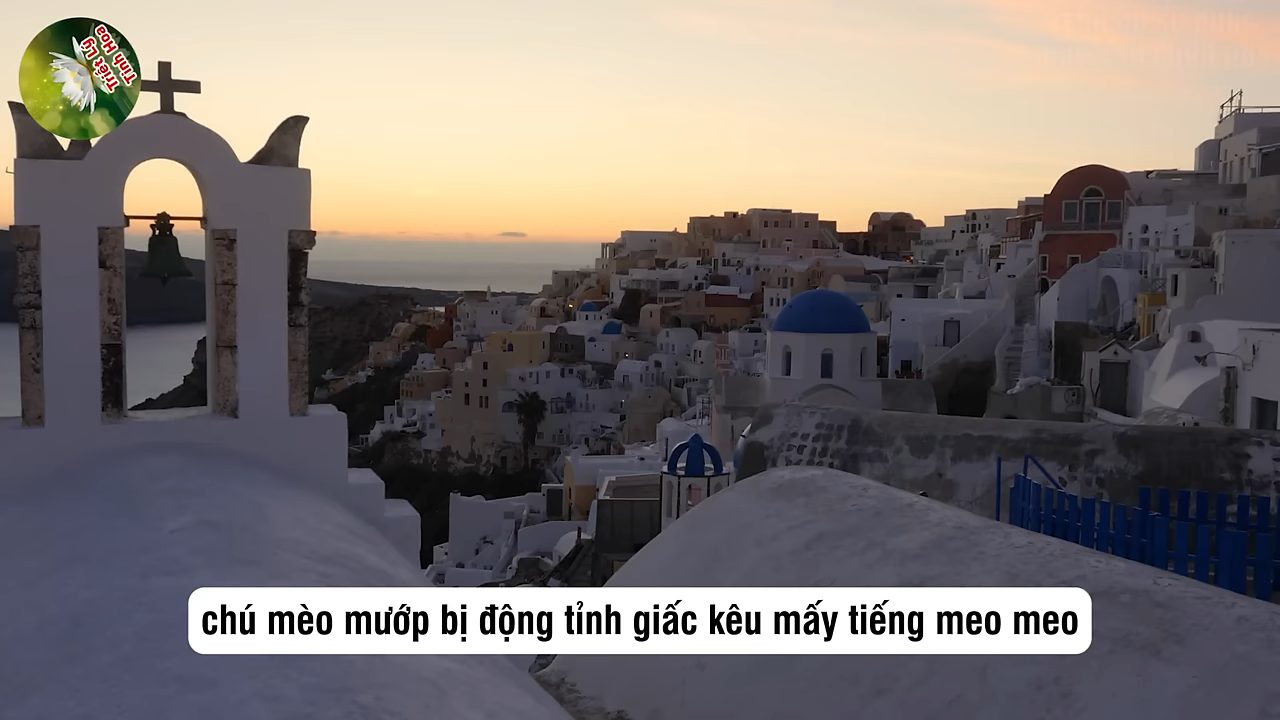 Triết Lý
Tinh Hoa
chú mèo mướp bị động tỉnh giấc kêu mấy tiếng meo meo